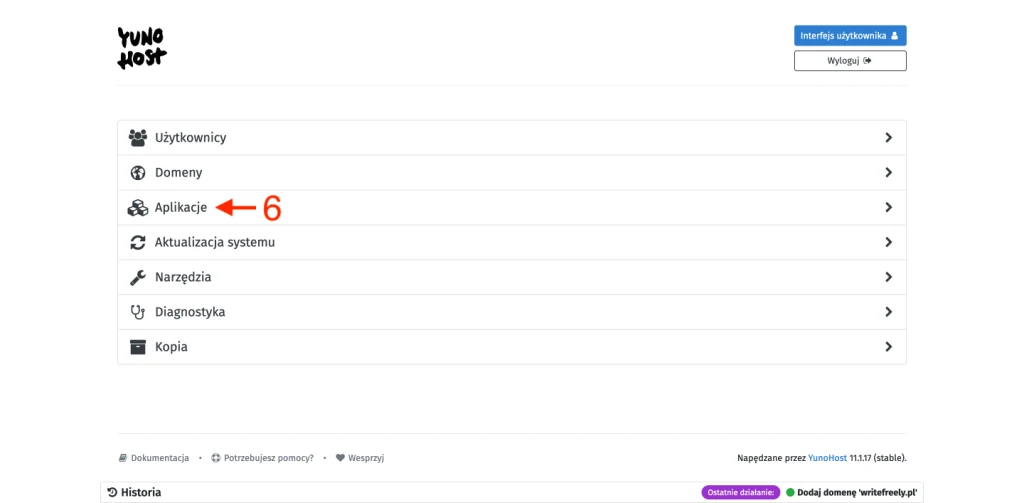 YUNO
HOST
Interfejs użytkownika
Wyloguj
Użytkownicy
Domeny
Aplikacje 6
Aktualizacja systemu
Narzędzia
Diagnostyka
Kopia
Dokumentacja • Potrzebujesz pomocy? • Wesprzyj
Napędzane przez YunoHost 11.1.17 (stable).
Historia
Ostatnie działanie: Dodaj domenę 'writefreely.pl'